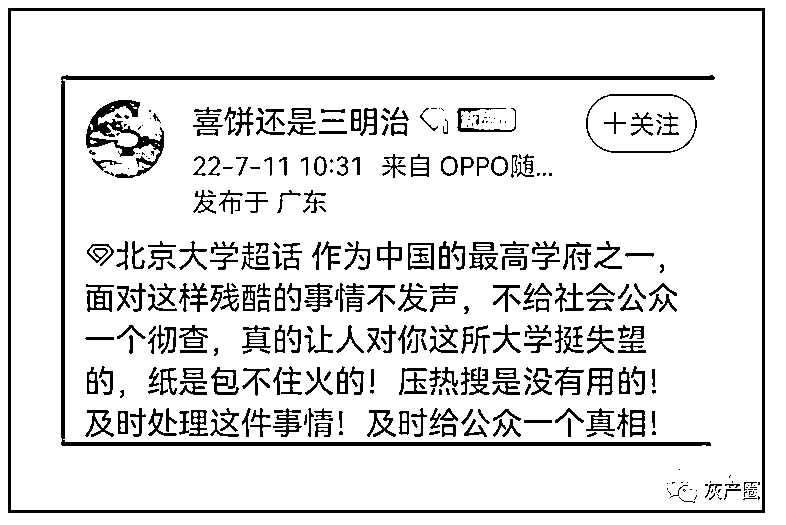 喜饼还是三明治
十关注
22-7-11 10:31 来自 OPPO随...
发布于 广东
北京大学超话 作为中国的最高学府之一，
面对这样残酷的事情不发声，不给社会公众
一个彻查，真的让人对你这所大学挺失望
的，纸是包不住火的！压热搜是没有用的！
及时处理这件事情！及时给公众一个真相！
灰产圈